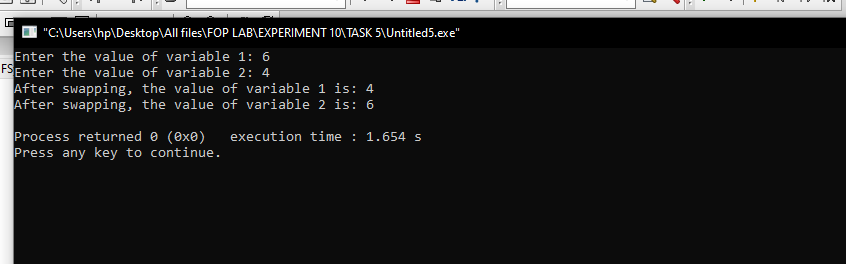 "C:\Users\hp\Desktop\All files\FOP LAB\EXPERIMENT 10\TASK 5\Untitled5.exe"
Enter the value of variable 1: 6
FS
Enter the value of variable 2: 4
After swapping, the value of variable 1 is: 4
After swapping, the value of variable 2 is: 6
Process returned 0 (0x0)   execution time : 1.654 s
Press any key to continue.